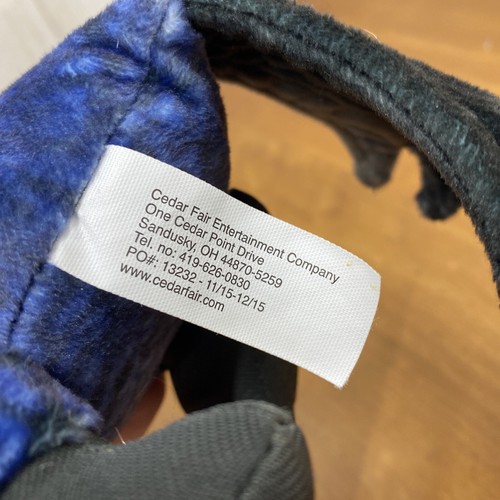 Cedar Fair Entertainment Company
One Cedar Point Drive
Sandusky, OH 44870-5259
Tel. no: 419-626-0830
PO#: 13232 - 11/15-12/15
www.cedarfair.com